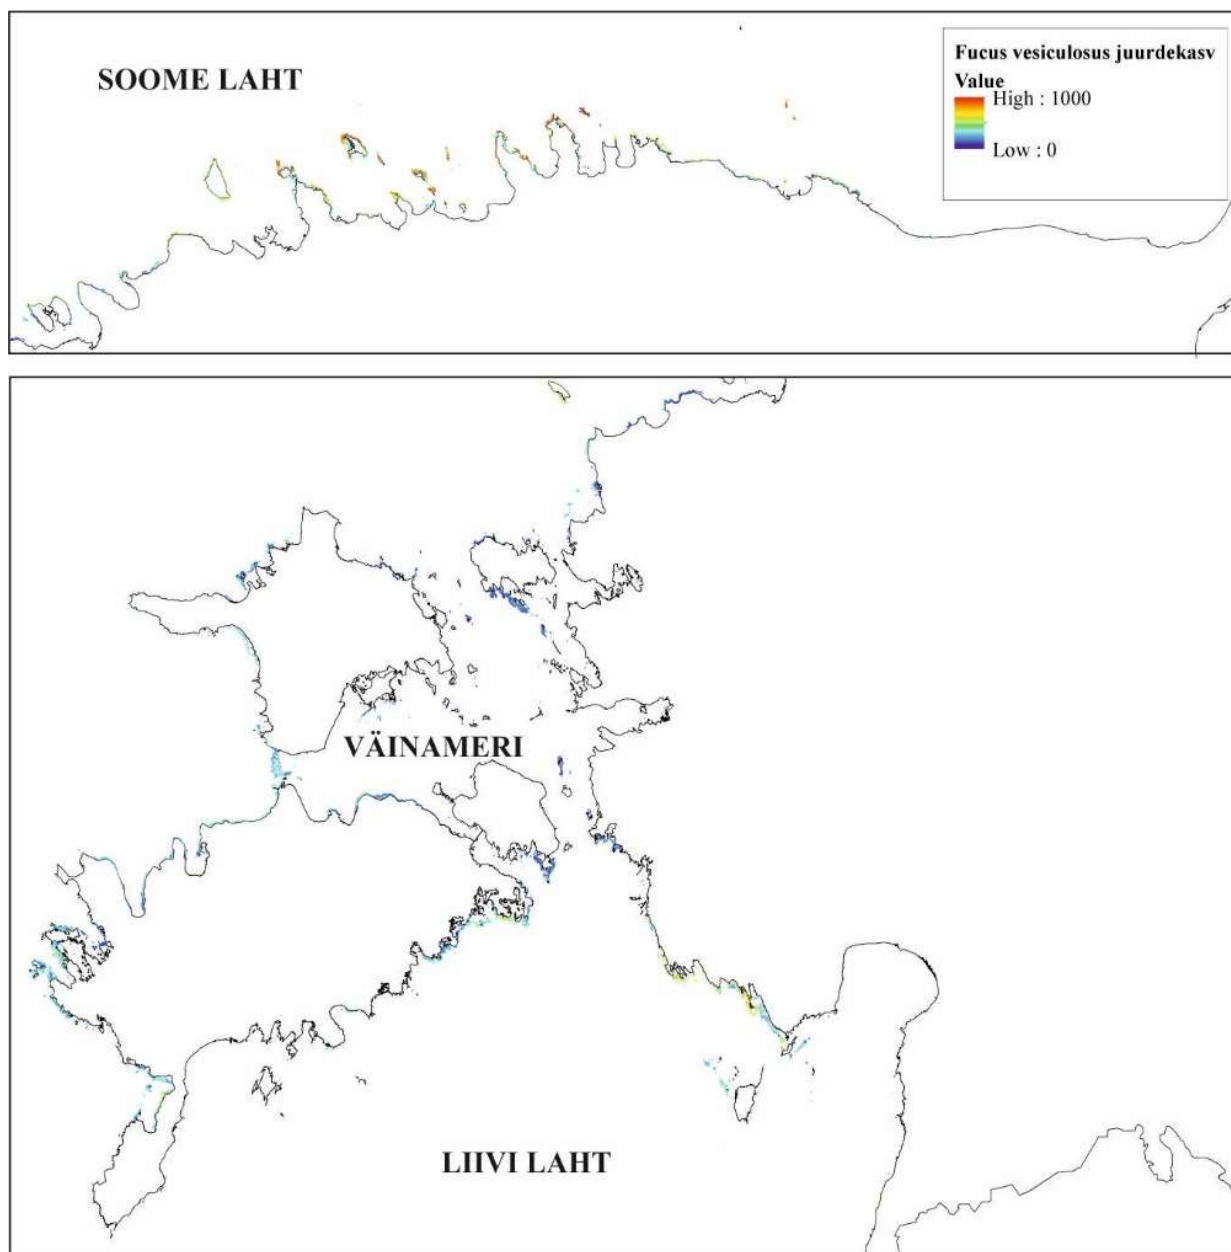 SOOME LAHT
Fucus vesiculosus juurdekasv
Value
High : 1000
Low : 0
VÄINAMERI
LIIVI LAHT